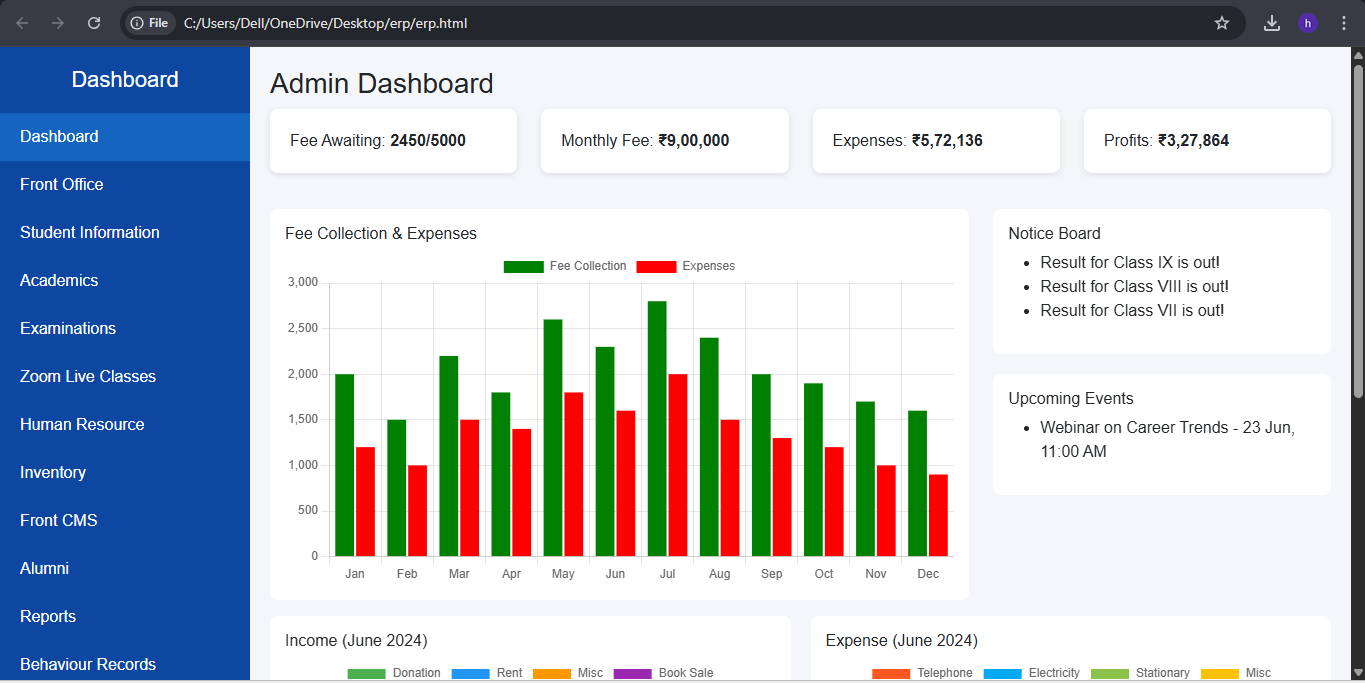 File C:/Users/Dell/OneDrive/Desktop/erp/erp.html
h
Dashboard
Dashboard
Front Office
Student Information
Academics
Examinations
Zoom Live Classes
Human Resource
Inventory
Front CMS
Alumni
Reports
Behaviour Records
Admin Dashboard
Fee Awaiting: 2450/5000
Monthly Fee: ₹9,00,000
Expenses: ₹5,72,136
Profits: ₹3,27,864
Fee Collection & Expenses
Fee Collection Expenses
3,000
2,500
2,000
1,500
1,000
500
0
Jan Feb Mar Apr May Jun Jul Aug Sep Oct Nov Dec
Notice Board
Result for Class IX is out!
Result for Class VIII is out!
Result for Class VII is out!
Upcoming Events
Webinar on Career Trends - 23 Jun,
11:00 AM
Income (June 2024)
Donation Rent Misc Book Sale
Expense (June 2024)
Telephone Electricity Stationary Misc